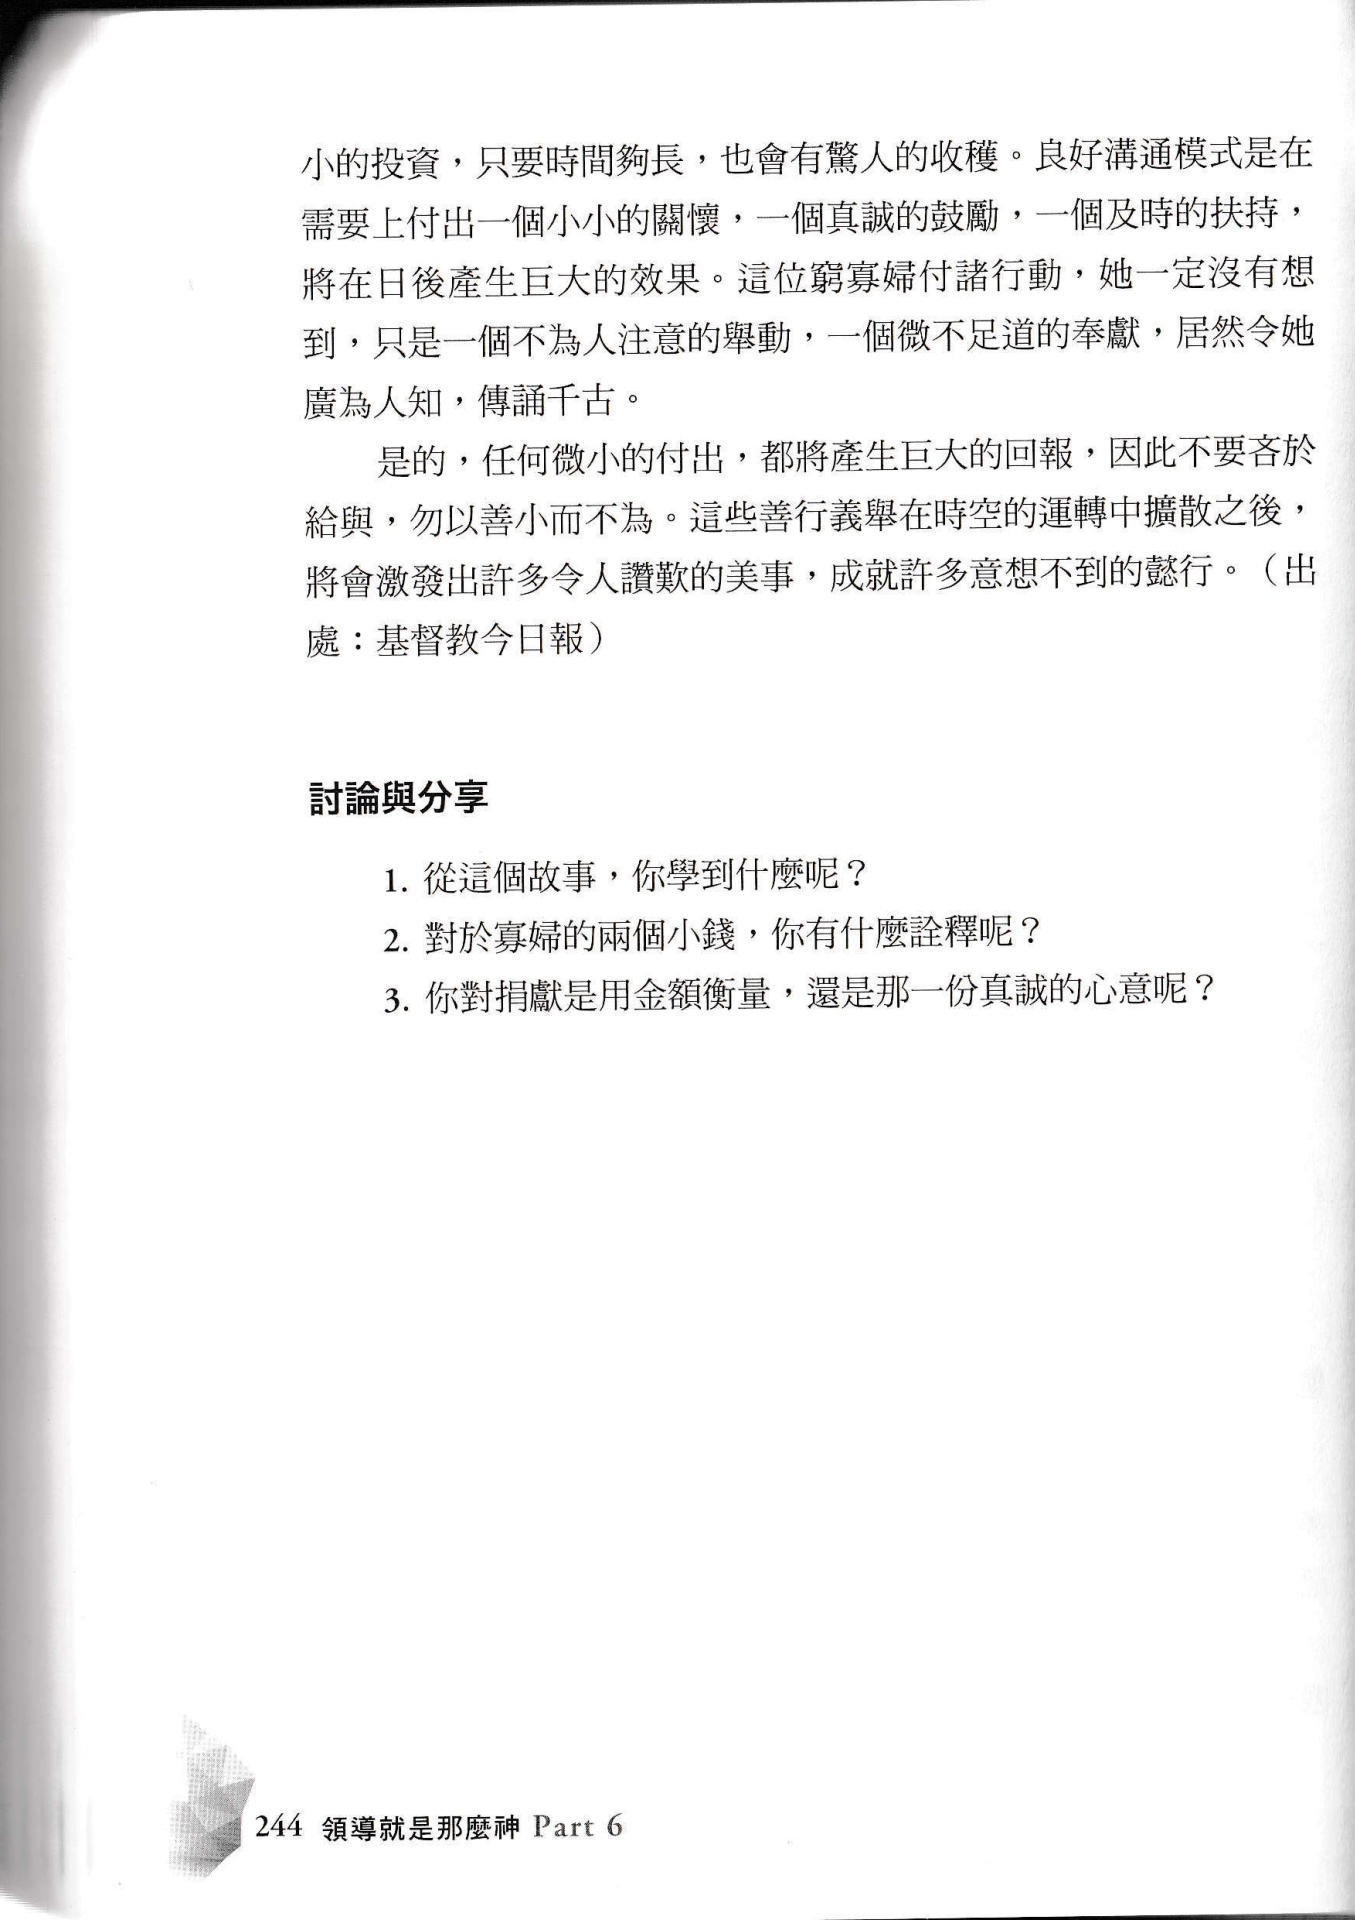 小的投資，只要時間夠長，也會有驚人的收穫。良好溝通模式是在
需要上付出一個小小的關懷，一個真誠的鼓勵，一個及時的扶持，
將在日後產生巨大的效果。這位窮寡婦付諸行動，她一定沒有想
到，只是一個不為人注意的舉動，一個微不足道的奉獻，居然令她
廣為人知，傳誦千古。
是的，任何微小的付出，都將產生巨大的回報，因此不要吝於
給與，勿以善小而不為。這些善行義舉在時空的運轉中擴散之後，
將會激發出許多令人讚歎的美事，成就許多意想不到的懿行。（出
處：基督教今日報）
討論與分享
1. 從這個故事，你學到什麼呢？
2. 對於寡婦的兩個小錢，你有什麼詮釋呢？
3. 你對捐獻是用金額衡量，還是那一份真誠的心意呢？
244 領導就是那麼神 Part 6